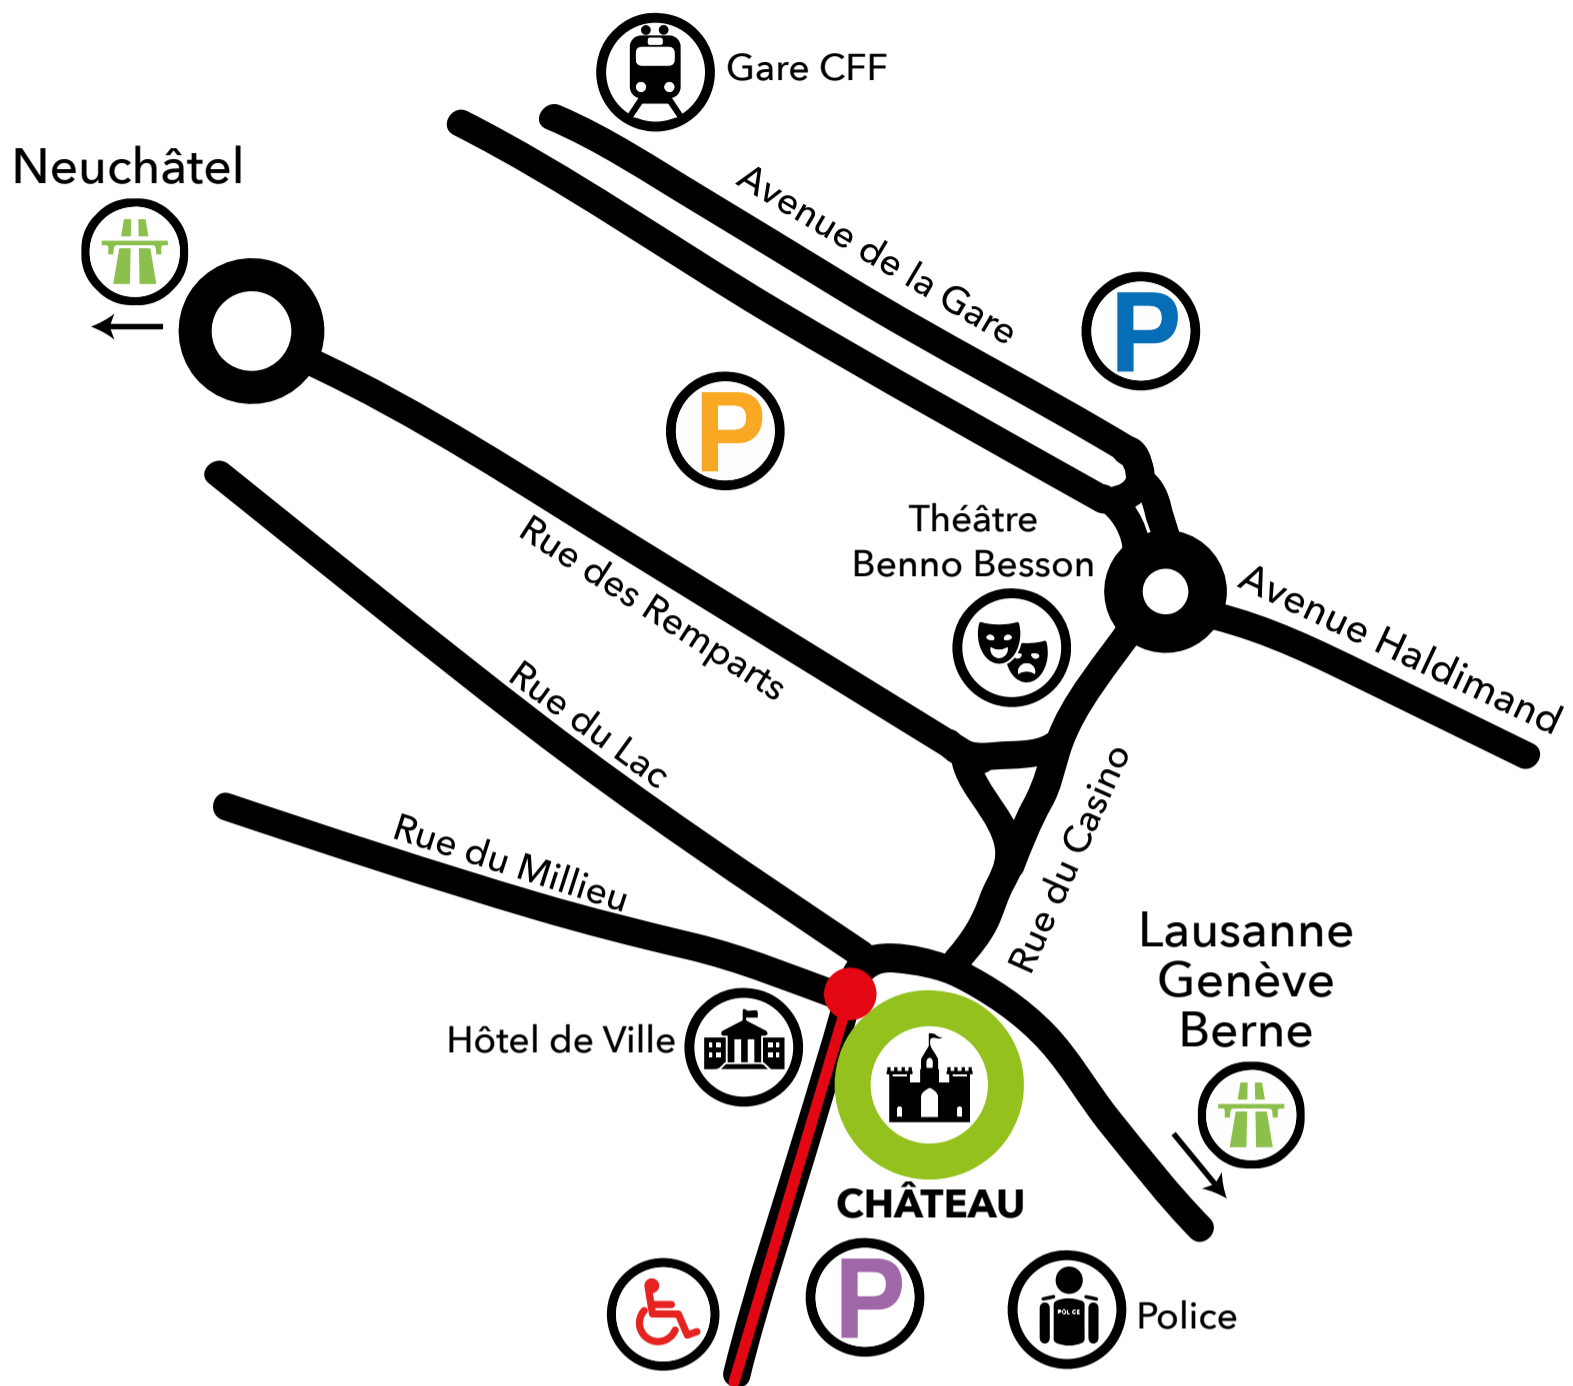 Gare CFF
Neuchâtel
Avenue de la Gare
P
P
Théâtre
Benno Besson
Avenue Haldimand
Rue des Remparts
Rue du Lac
Rue du Casino
Rue du Millieu
Lausanne
Genève
Berne
Hôtel de Ville
CHÂTEAU
P
POLICE
Police